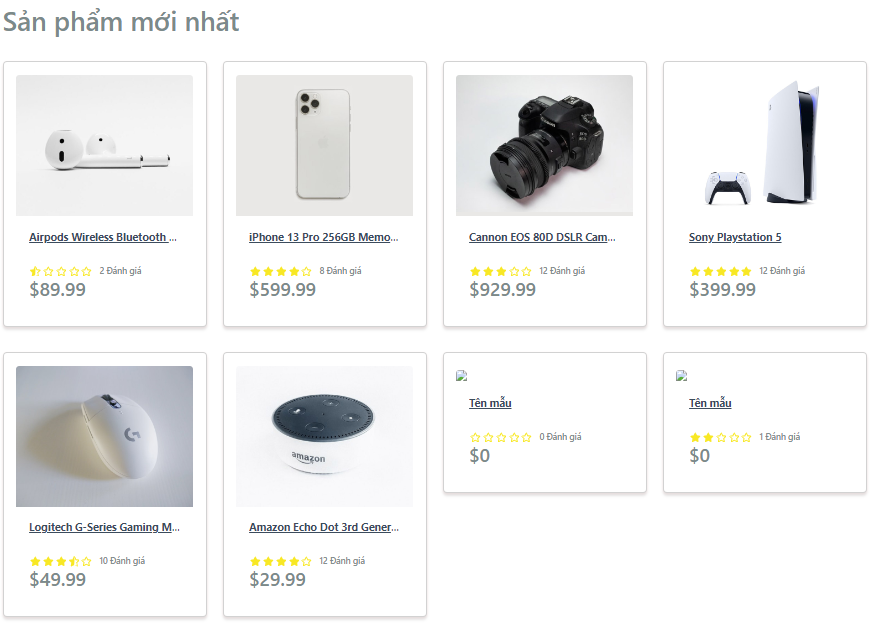 Sản phẩm mới nhất
Airpods Wireless Bluetooth ...
2 Đánh giá
$89.99
iPhone 13 Pro 256GB Memo...
8 Đánh giá
$599.99
Cannon EOS 80D DSLR Cam...
12 Đánh giá
$929.99
Sony Playstation 5
12 Đánh giá
$399.99
amazon
Logitech G-Series Gaming M...
10 Đánh giá
$49.99
Amazon Echo Dot 3rd Gener...
12 Đánh giá
$29.99
Tên mẫu
0 Đánh giá
$0
Tên mẫu
1 Đánh giá
$0